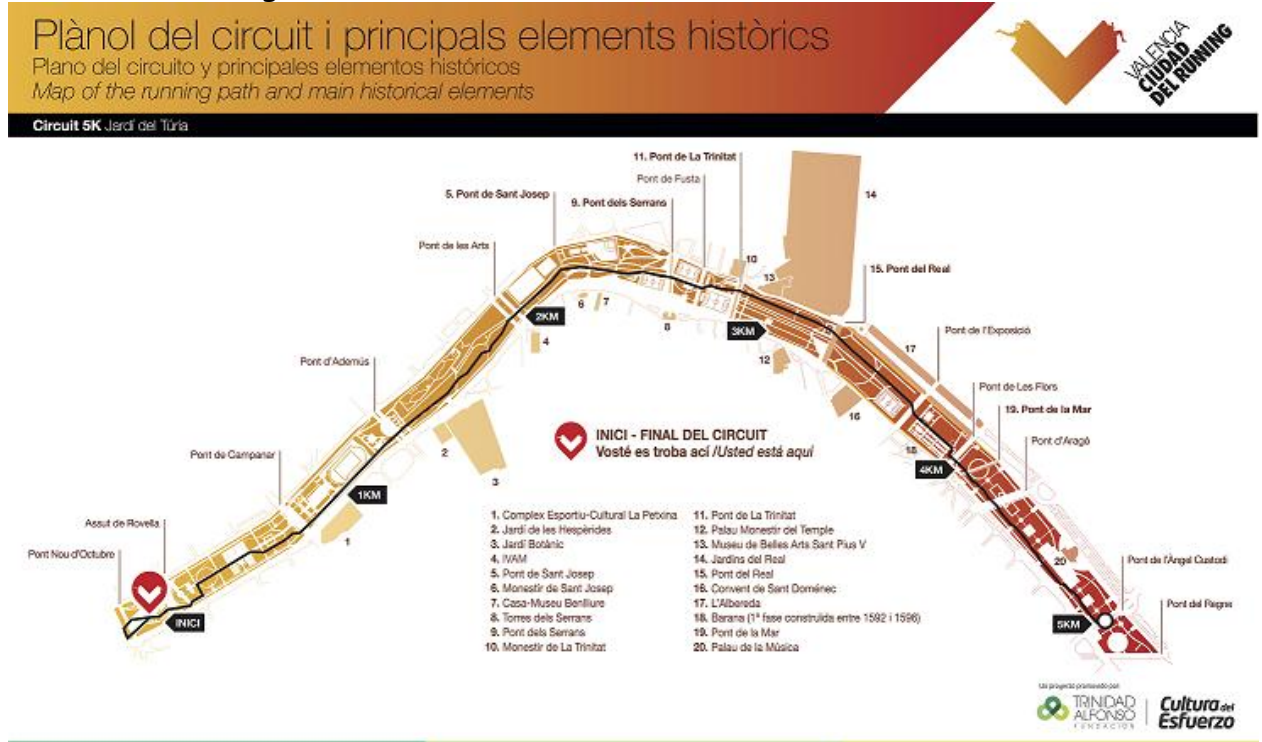 Plànol del circuit i principals elements històrics
Plano del circuito y principales elementos históricos
Map of the running path and main historical elements
VALENCIA
CIUDAD
DEL RUNNING
Circuit 5K Jardí del Túria
11. Pont de La Trinitat
Pont de Fusta
5. Pont de Sant Josep
9. Pont dels Serrans
14
Pont de les Arts
10
13
15. Pont del Real
6
7
8
2KM
3KM
4
12
17
Pont de l'Exposició
Pont d'Ademús
Pont de Les Flors
16
19. Pont de la Mar
INICI - FINAL DEL CIRCUIT
Vosté es troba ací /Usted está aquí
Pont d'Aragó
18
2
Pont de Campanar
4KM
3
1KM
1. Complex Esportiu-Cultural La Petxina
2. Jardí de les Hespèrides
3. Jardí Botànic
4. IVAM
5. Pont de Sant Josep
6. Monestir de Sant Josep
7. Casa-Museu Benlliure
8. Torres dels Serrans
9. Pont dels Serrans
10. Monestir de La Trinitat
11. Pont de La Trinitat
12. Palau Monestir del Temple
13. Museu de Belles Arts Sant Pius V
14. Jardins del Real
15. Pont del Real
16. Convent de Sant Doménec
17. L'Albereda
18. Barana (1ª fase construïda entre 1592 i 1596)
19. Pont de la Mar
20. Palau de la Música
Assut de Rovella
1
Pont Nou d'Octubre
20
Pont de l'Àngel Custodi
Pont del Regne
INICI
5KM
Un proyecto promovido por:
TRINIDAD
ALFONSO
FUNDACIÓN
Cultura del
Esfuerzo